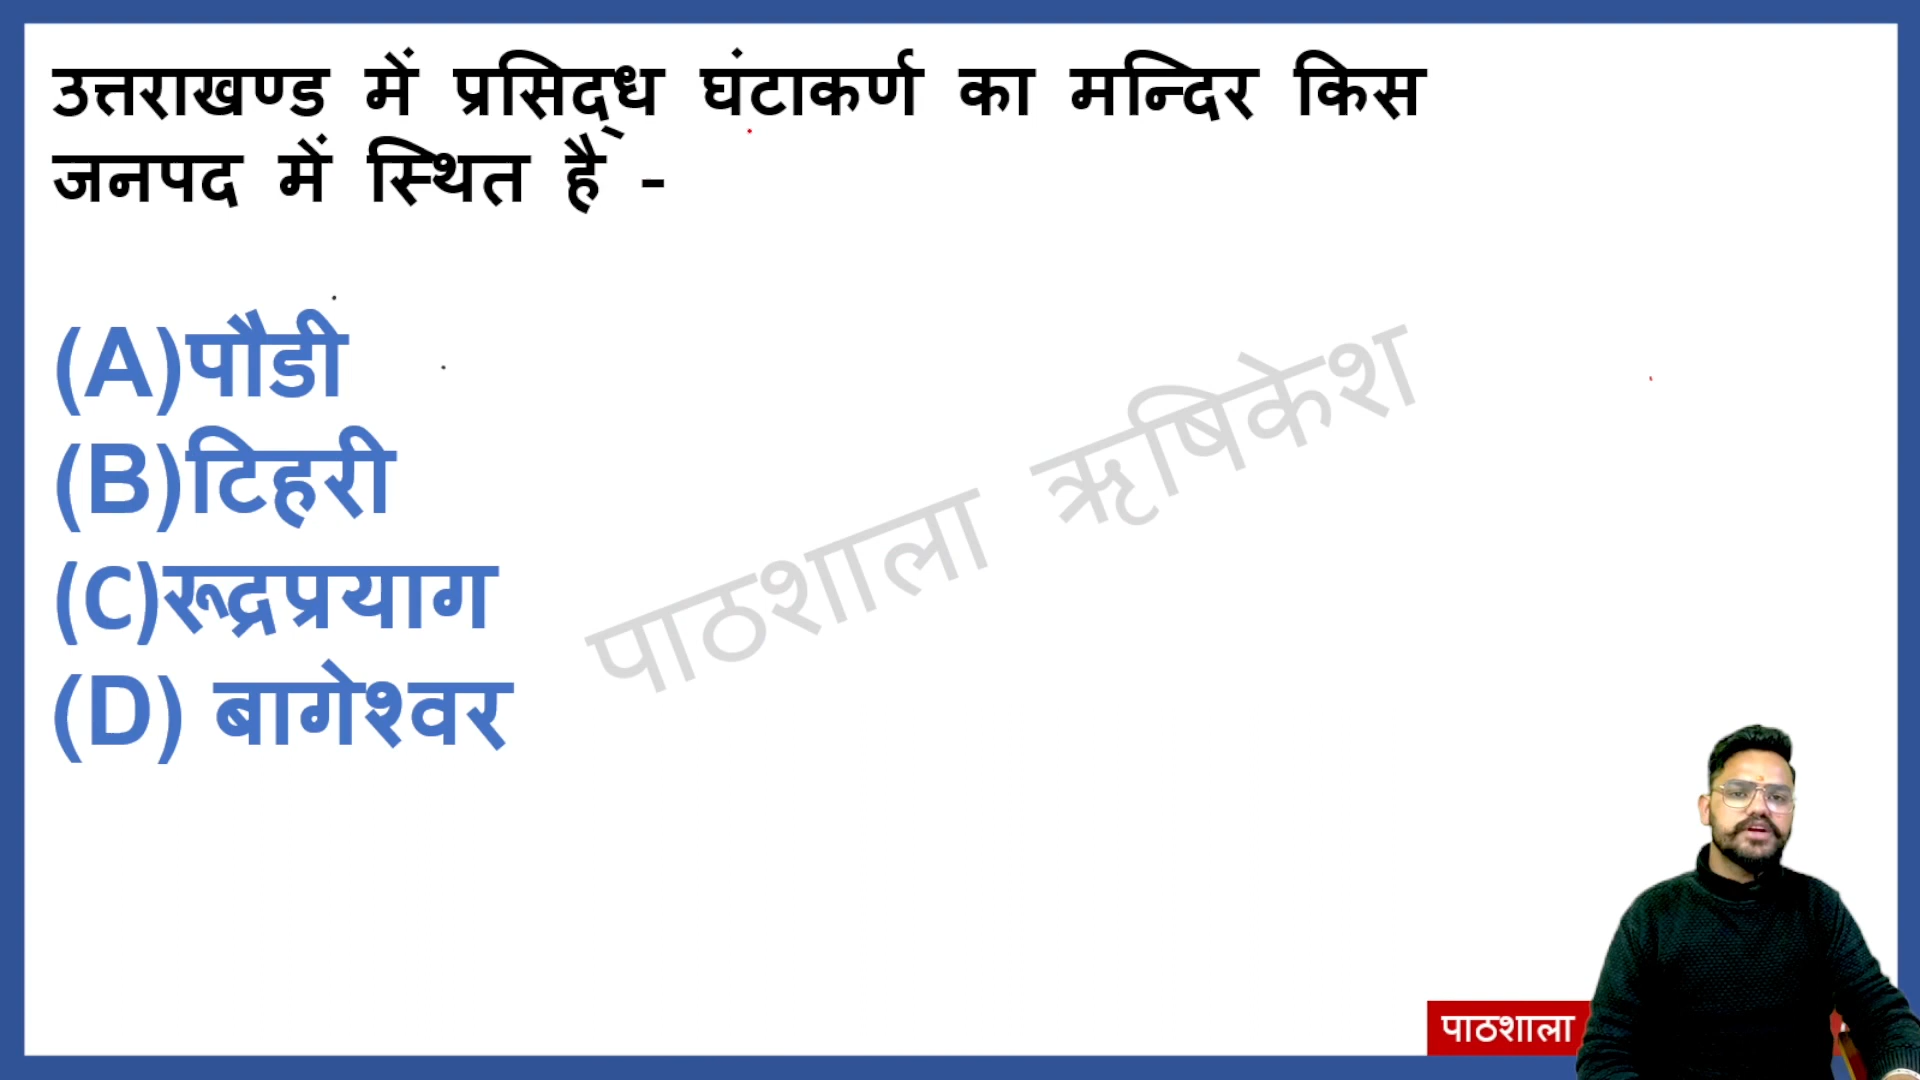 उत्तराखण्ड में प्रसिद्ध घंटाकर्ण का मन्दिर किस
जनपद में स्थित है -
(A)पौडी
(B)टिहरी
(C)रूद्रप्रयाग
(D) बागेश्वर
पाठशाला ऋषिकेश
पाठशाला